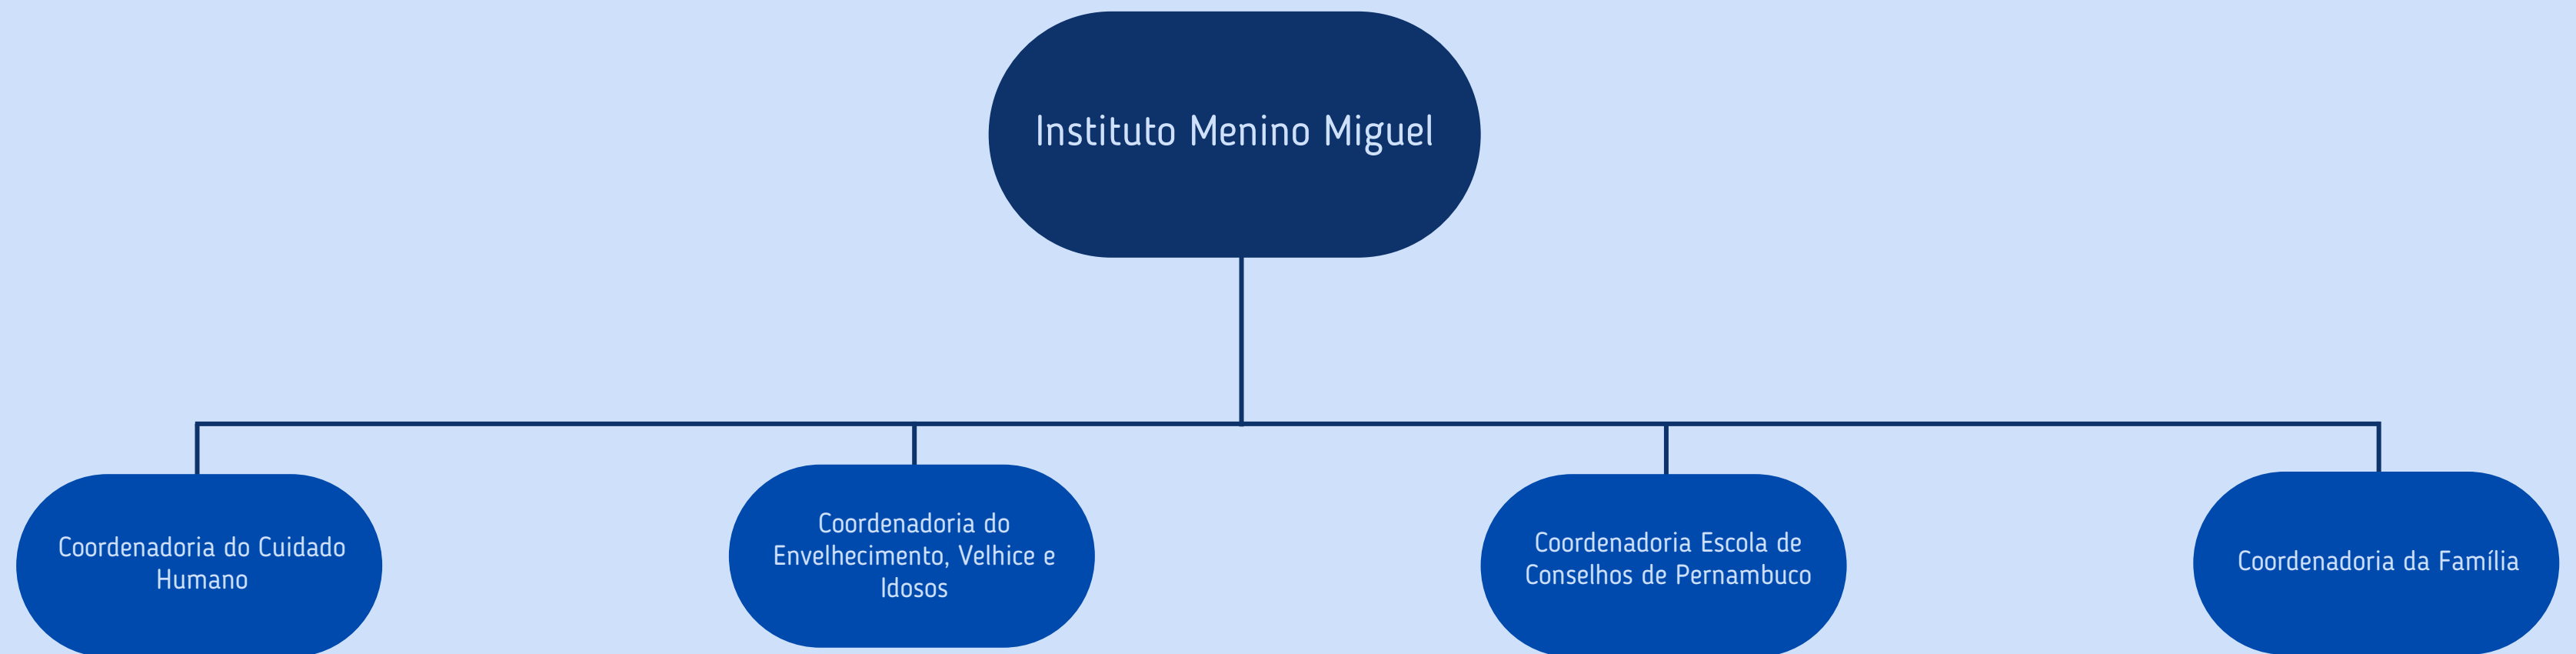 Instituto Menino Miguel
Coordenadoria do Cuidado
Humano
Coordenadoria do
Envelhecimento, Velhice e
Idosos
Coordenadoria Escola de
Conselhos de Pernambuco
Coordenadoria da Família